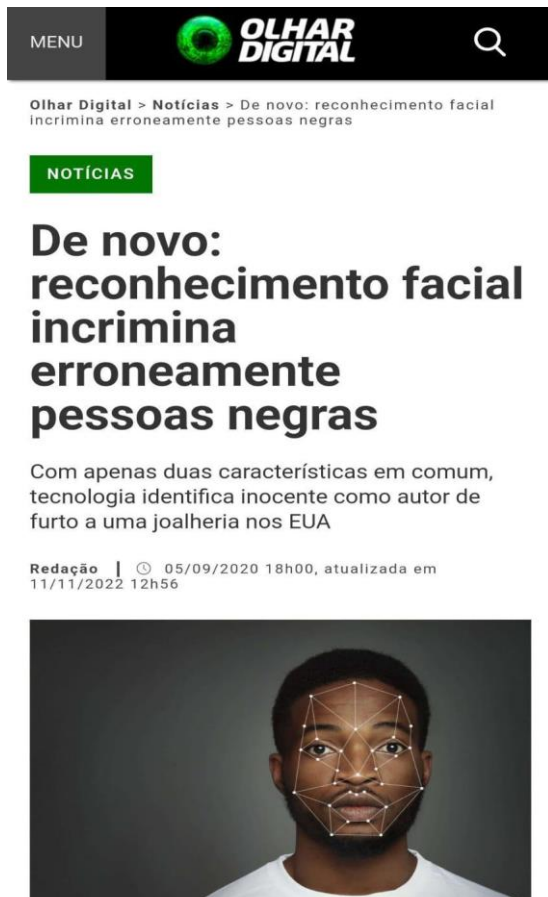 MENU
OLHAR
DIGITAL
Olhar Digital > Notícias > De novo: reconhecimento facial
incrimina erroneamente pessoas negras
NOTÍCIAS
De novo:
reconhecimento facial
incrimina
erroneamente
pessoas negras
Com apenas duas características em comum,
tecnologia identifica inocente como autor de
furto a uma joalheria nos EUA
Redação | 05/09/2020 18h00, atualizada em
11/11/2022 12h56